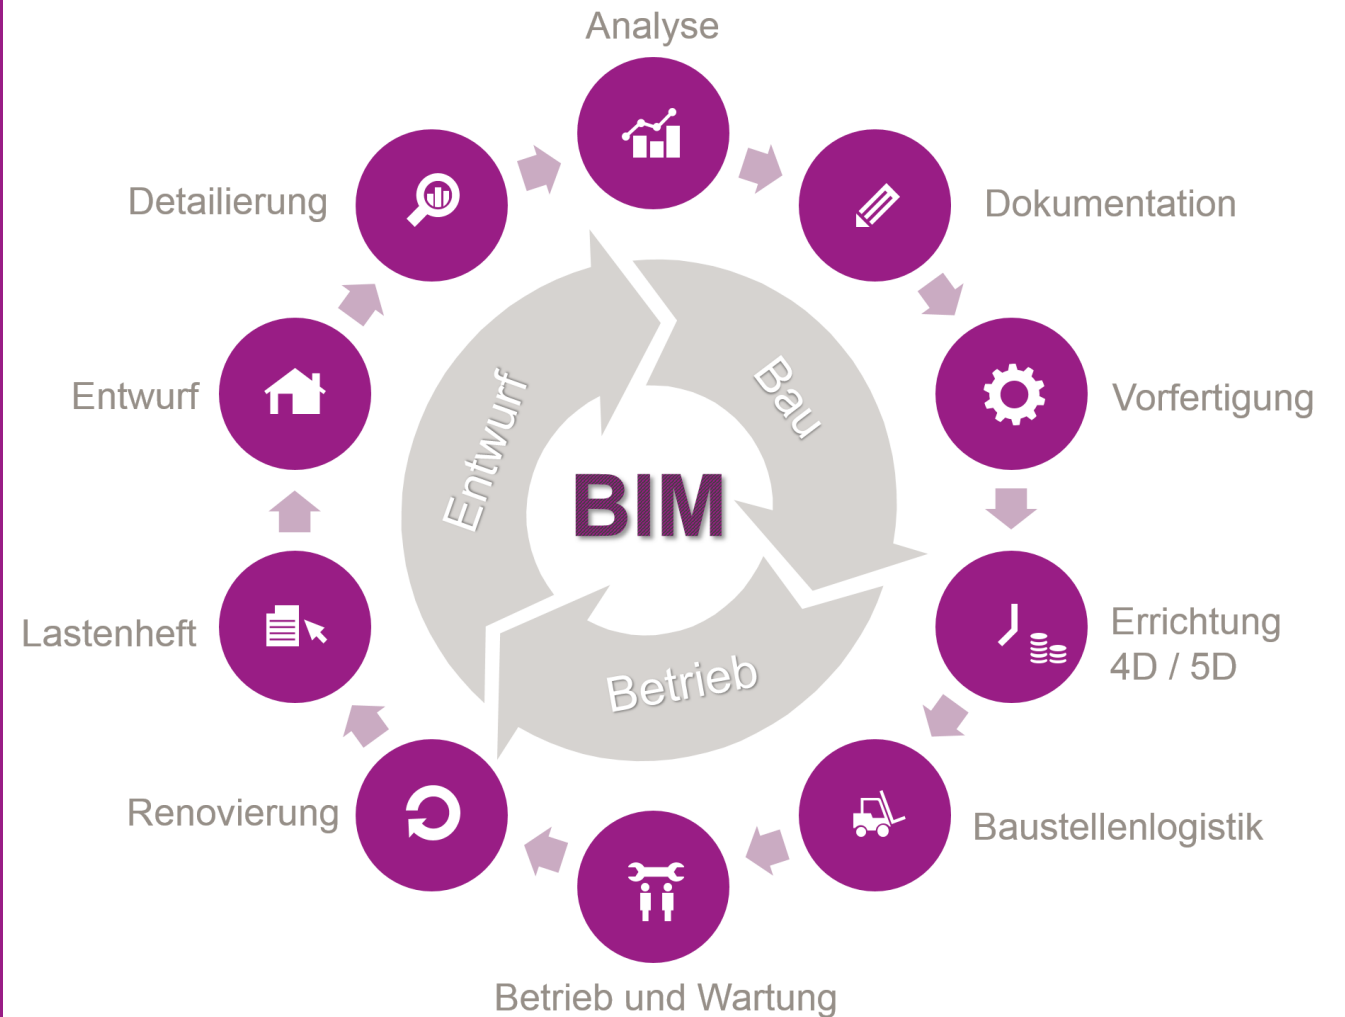 Analyse
Dokumentation
Vorfertigung
Errichtung
4D / 5D
Baustellenlogistik
Betrieb und Wartung
Renovierung
Lastenheft
Entwurf
Detailierung
Entwurf
Bau
Betrieb
BIM